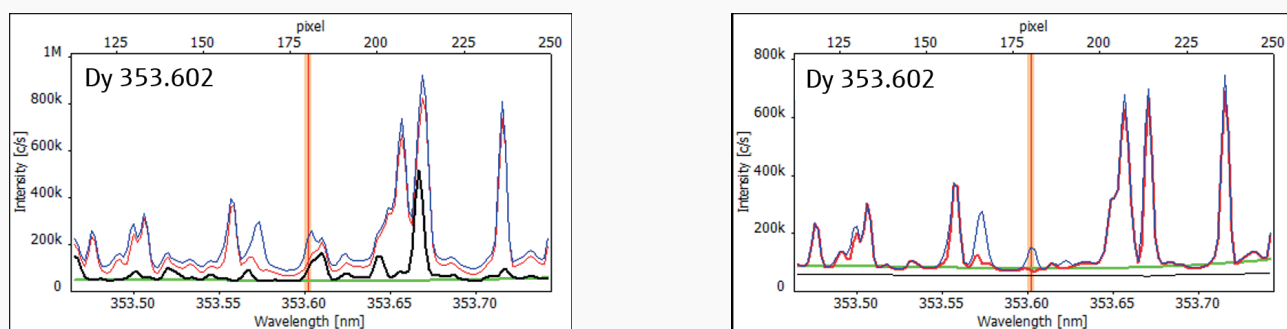 pixel
125 150 175 200 225 250
1M
Dy 353.602
800k
600k
400k
200k
0
Intensity [c/s]
353.50 353.55 353.60 353.65 353.70
Wavelength [nm]
pixel
125 150 175 200 225 250
800k
Dy 353.602
600k
400k
200k
0
Intensity [c/s]
353.50 353.55 353.60 353.65 353.70
Wavelength [nm]